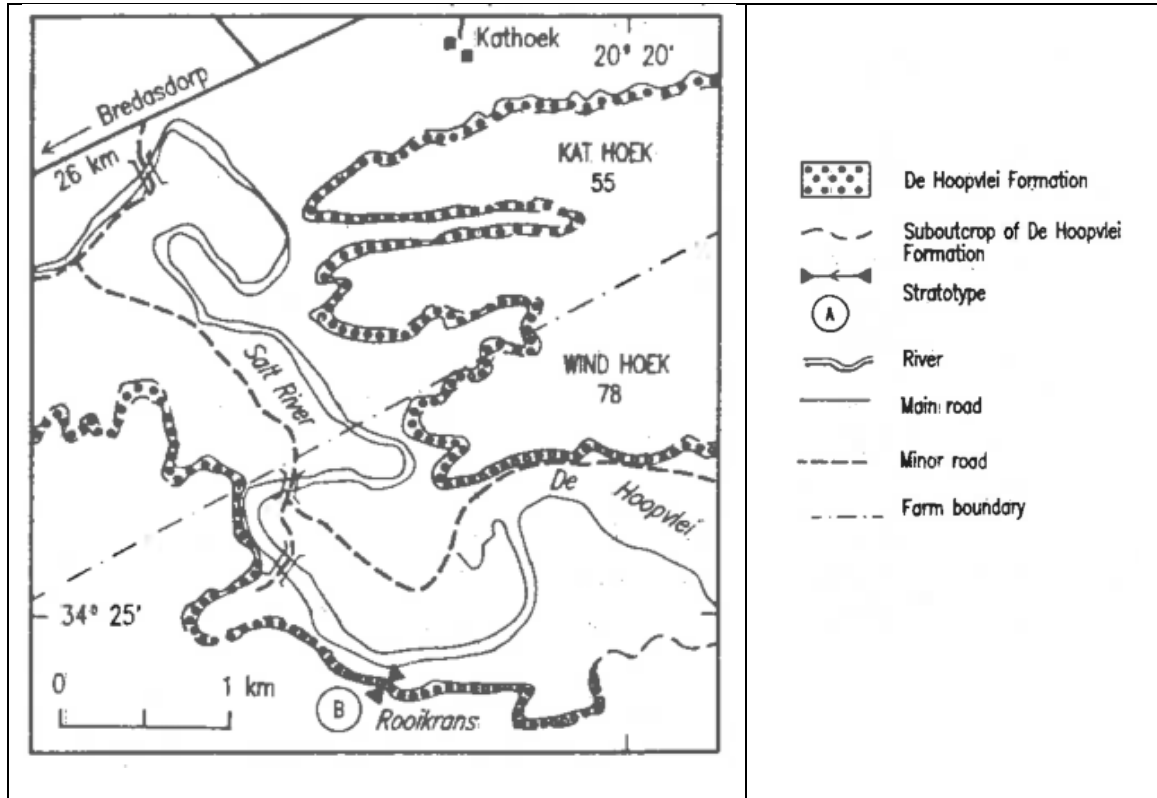 Kathoek
20° 20'
Bredasdorp
26 km
KAT HOEK
55
Salt River
WIND HOEK
78
De Hoopvlei
34° 25'
0 1 km
B
Rooikrans
De Hoopvlei Formation
Suboutcrop of De Hoopvlei
Formation
Stratotype
A
River
Main road
Minor road
Farm boundary